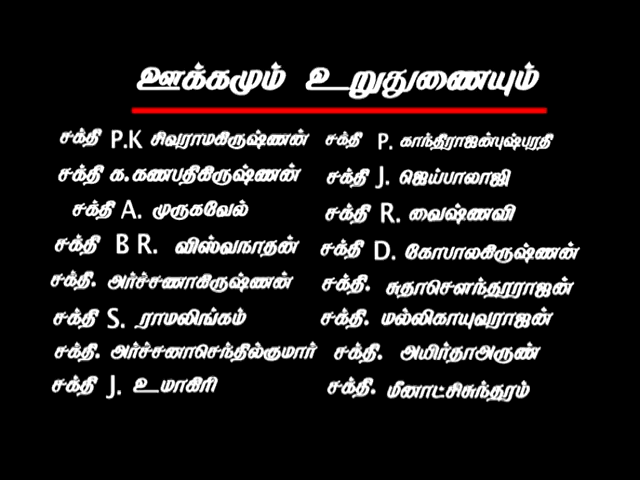 ஊக்கமும் உறுதுணையும்
சக்தி P.K சிவராமகிருஷ்ணன்
சக்தி க.கணபதிகிருஷ்ணன்
சக்தி A. முருகவேல்
சக்தி B R. விஸ்வநாதன்
சக்தி. அர்ச்சணாகிருஷ்ணன்
சக்தி S. ராமலிங்கம்
சக்தி. அர்ச்சனாசெந்தில்குமார்
சக்தி J. உமாகிரி
சக்தி P. காந்திராஜன்புஷ்பரதி
சக்தி J. ஜெய்பாலாஜி
சக்தி R. வைஷ்ணவி
சக்தி D. கோபாலகிருஷ்ணன்
சக்தி. சுதாசௌந்தரராஜன்
சக்தி. மல்லிகாயுவராஜன்
சக்தி. அமிர்தாஅருண்
சக்தி. மீனாட்சிசுந்தரம்